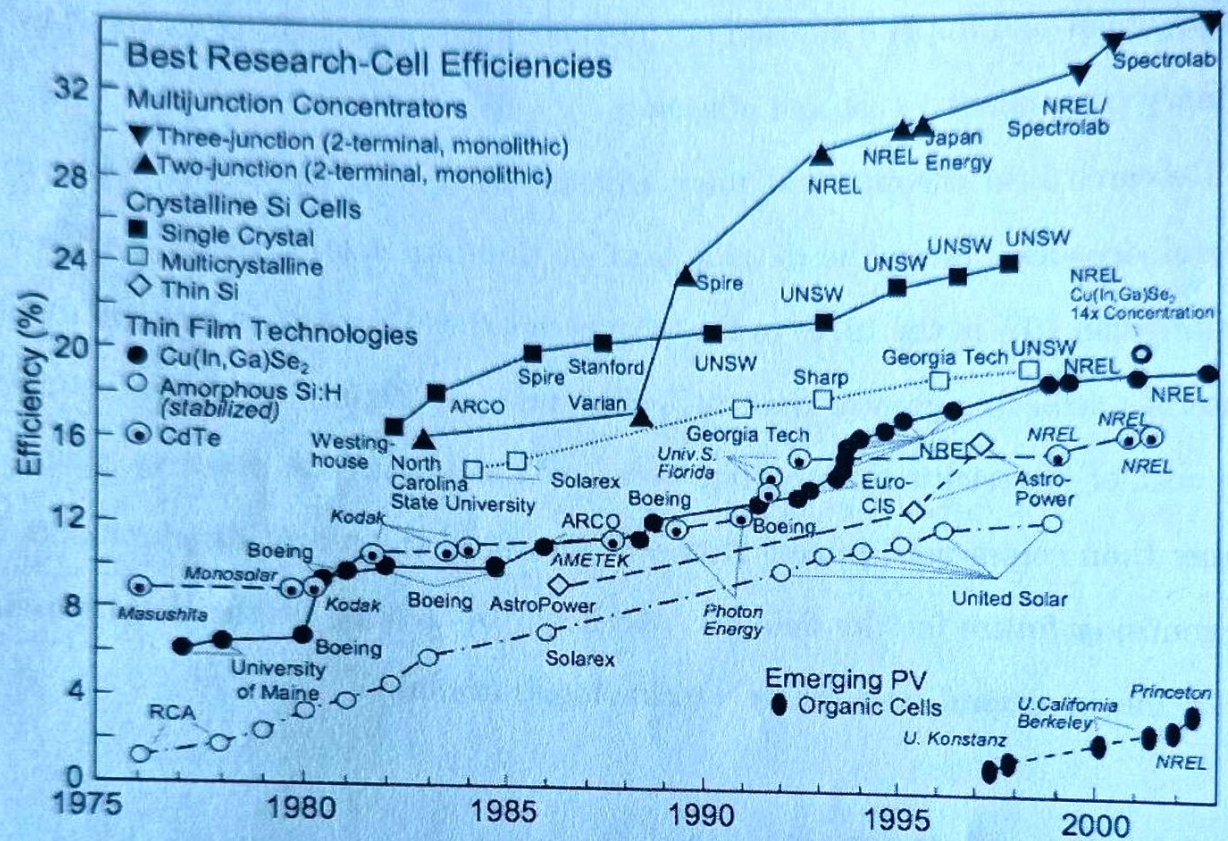 Best Research-Cell Efficiencies
Multijunction Concentrators
Three-junction (2-terminal, monolithic)
Two-junction (2-terminal, monolithic)
Crystalline Si Cells
Single Crystal
Multicrystalline
Thin Si
Thin Film Technologies
Cu(In,Ga)Se₂
Amorphous Si:H
(stabilized)
CdTe
Efficiency (%)
32
28
24
20
16
12
8
4
0
1975
1980
1985
1990
1995
2000
Spectrolab
NREL/
Spectrolab
Japan
Energy
NREL
NREL
Spire
UNSW
UNSW
UNSW
UNSW
UNSW
Stanford
Spire
ARCO
Varian
Westing-
house
North
Carolina
State University
NREL
Cu(In,Ga)Se₂
14x Concentration
Georgia Tech
UNSW
NREL
NREL
Sharp
Georgia Tech
Solarex
Univ.S.
Florida
NREL
NREL
NREL
NREL
Euro-
CIS
Astro-
Power
Kodak
Boeing
ARCO
Boeing
Boeing
AMETEK
Monosolar
Kodak
Boeing
AstroPower
Masushita
Boeing
Photon
Energy
United Solar
University
of Maine
Solarex
RCA
Emerging PV
Organic Cells
U. Konstanz
U.California
Berkeley
Princeton
NREL